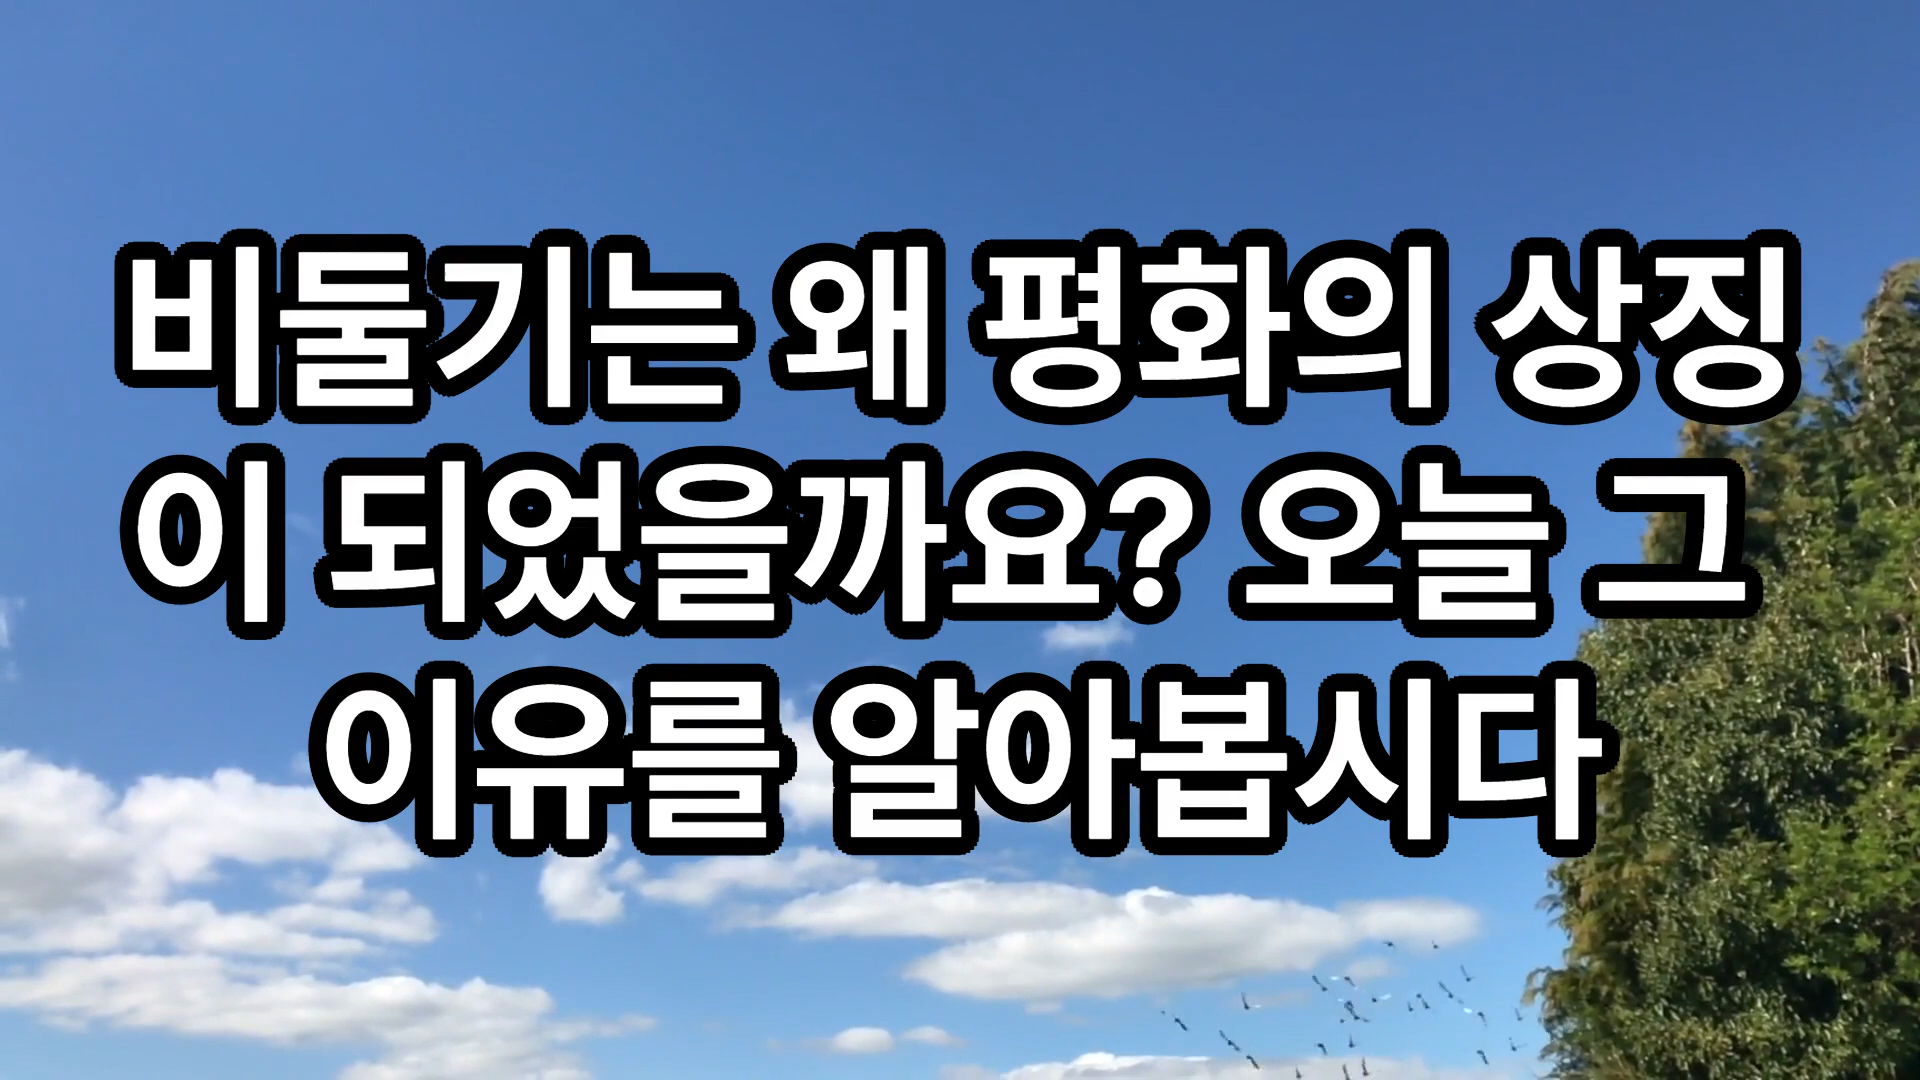 비둘기는 왜 평화의 상징
이 되었을까요? 오늘 그
이유를 알아봅시다